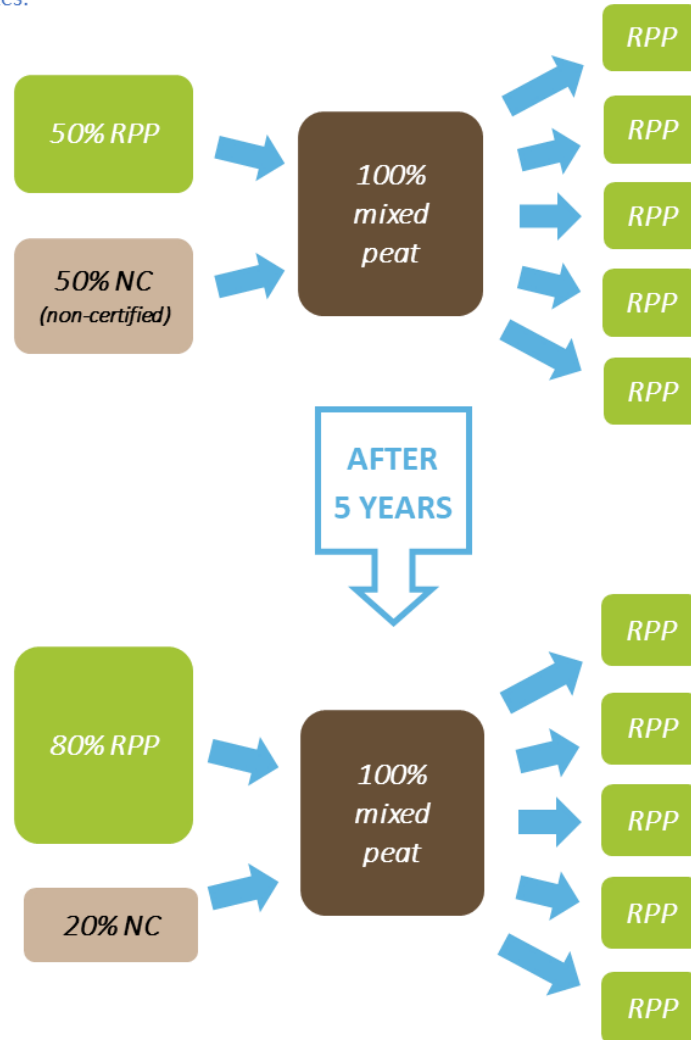 RPP
50% RPP
RPP
100%
mixed
peat
RPP
50% NC
(non-certified)
RPP
RPP
AFTER
5 YEARS
RPP
80% RPP
RPP
100%
mixed
peat
RPP
20% NC
RPP
RPP